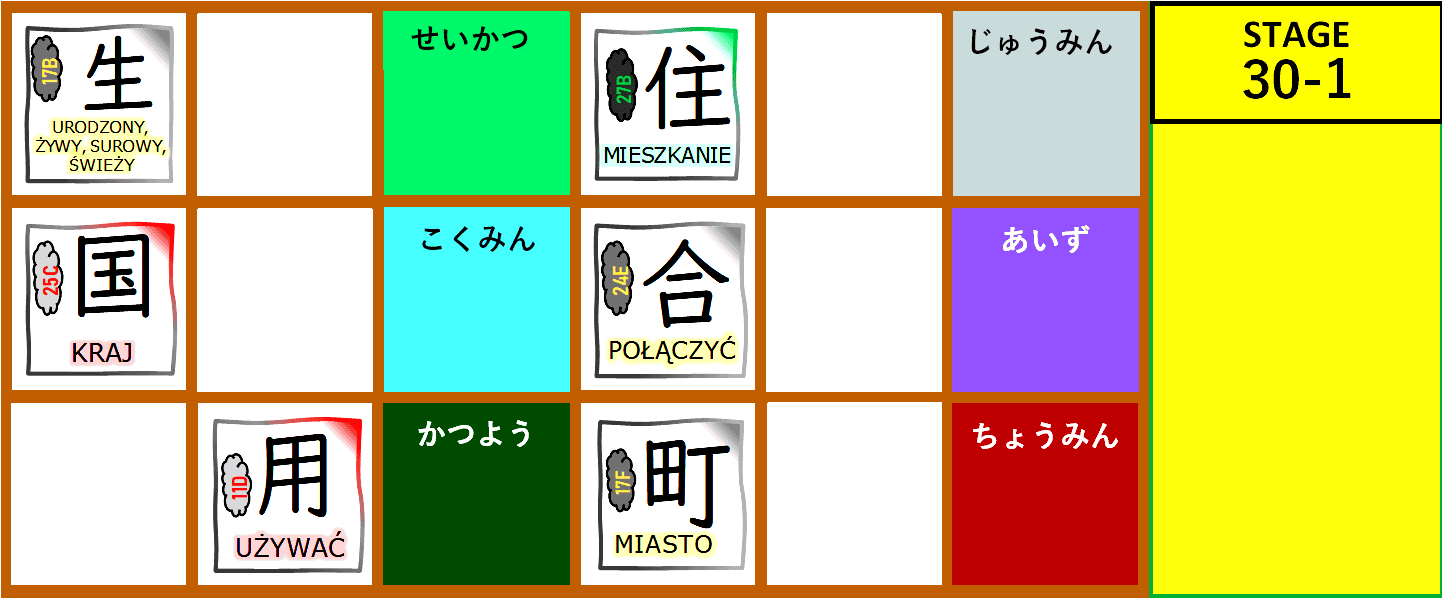 17B
生
URODZONY,
ŻYWY, SUROWY,
ŚWIEŻY
せいかつ
27B
住
MIESZKANIE
じゅうみん
STAGE
30-1
25C
国
KRAJ
こくみん
24E
合
POŁĄCZYĆ
あいず
11D
用
UŻYWAĆ
かつよう
17F
町
MIASTO
ちょうみん